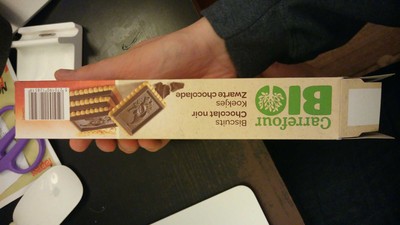 Carrefour
BIO
Biscuits
Chocolat noir
Koekjes
Zwarte chocolade